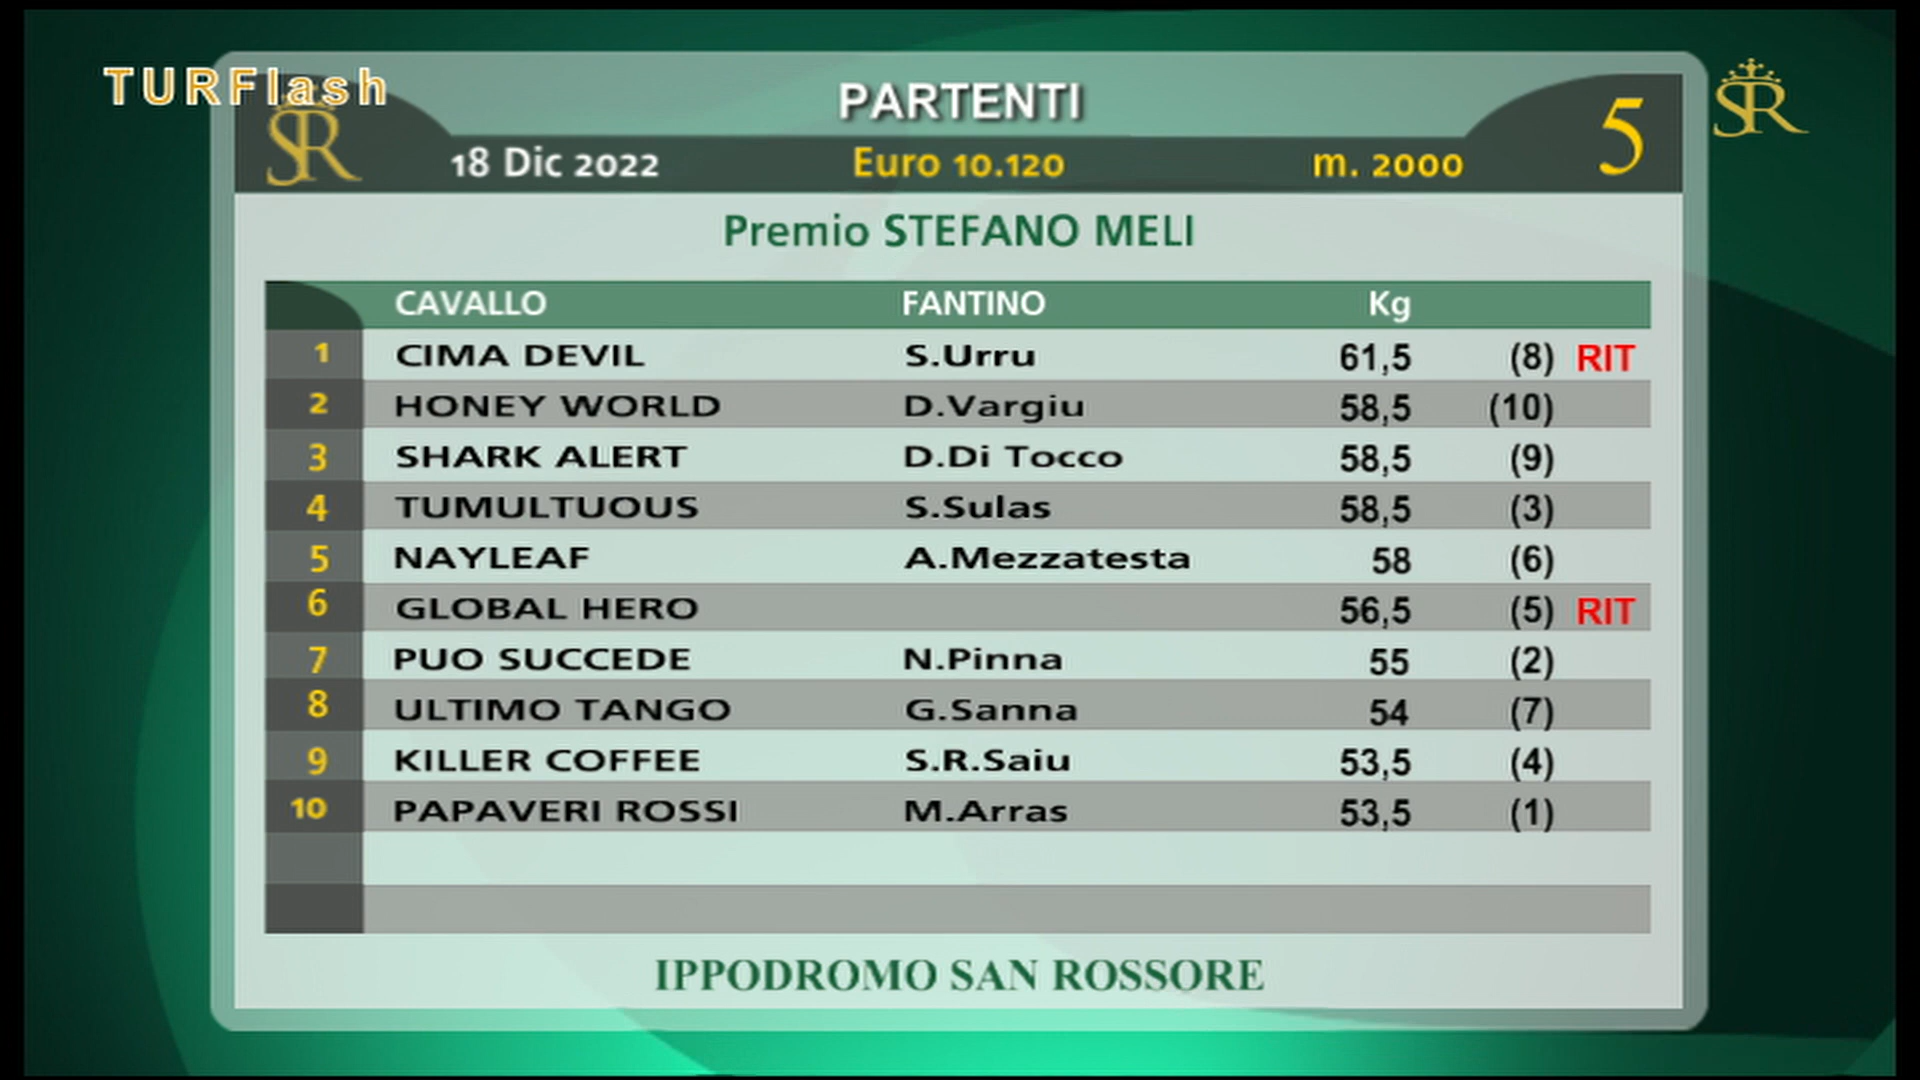 TURFlash
PARTENTI
SR
5
SR
18 Dic 2022 Euro 10.120 m. 2000
Premio STEFANO MELI
CAVALLO FANTINO Kg
1 CIMA DEVIL S.Urru 61,5 (8) RIT
2 HONEY WORLD D.Vargiu 58,5 (10)
3 SHARK ALERT D.Di Tocco 58,5 (9)
4 TUMULTUOUS S.Sulas 58,5 (3)
5 NAYLEAF A.Mezzatesta 58 (6)
6 GLOBAL HERO 56,5 (5) RIT
7 PUO SUCCEDE N.Pinna 55 (2)
8 ULTIMO TANGO G.Sanna 54 (7)
9 KILLER COFFEE S.R.Saiu 53,5 (4)
10 PAPAVERI ROSSI M.Arras 53,5 (1)
IPPODROMO SAN ROSSORE